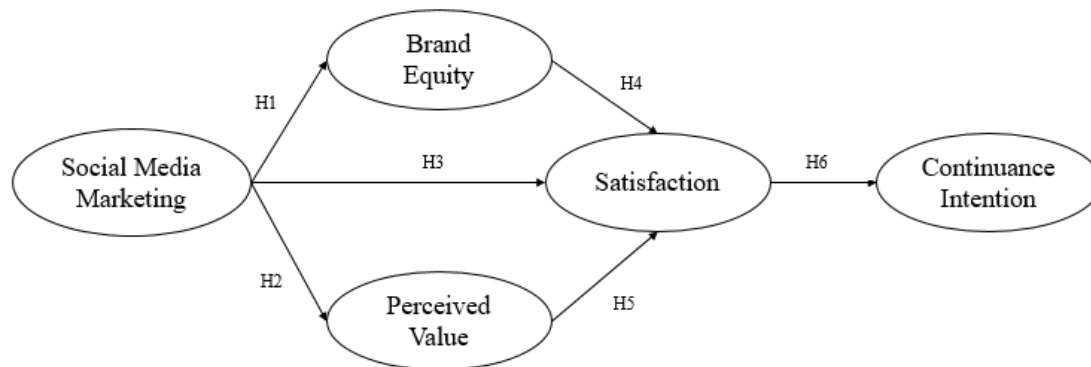 Brand
Equity
H1
H4
Social Media
Marketing
H3
Satisfaction
H6
Continuance
Intention
H2
H5
Perceived
Value